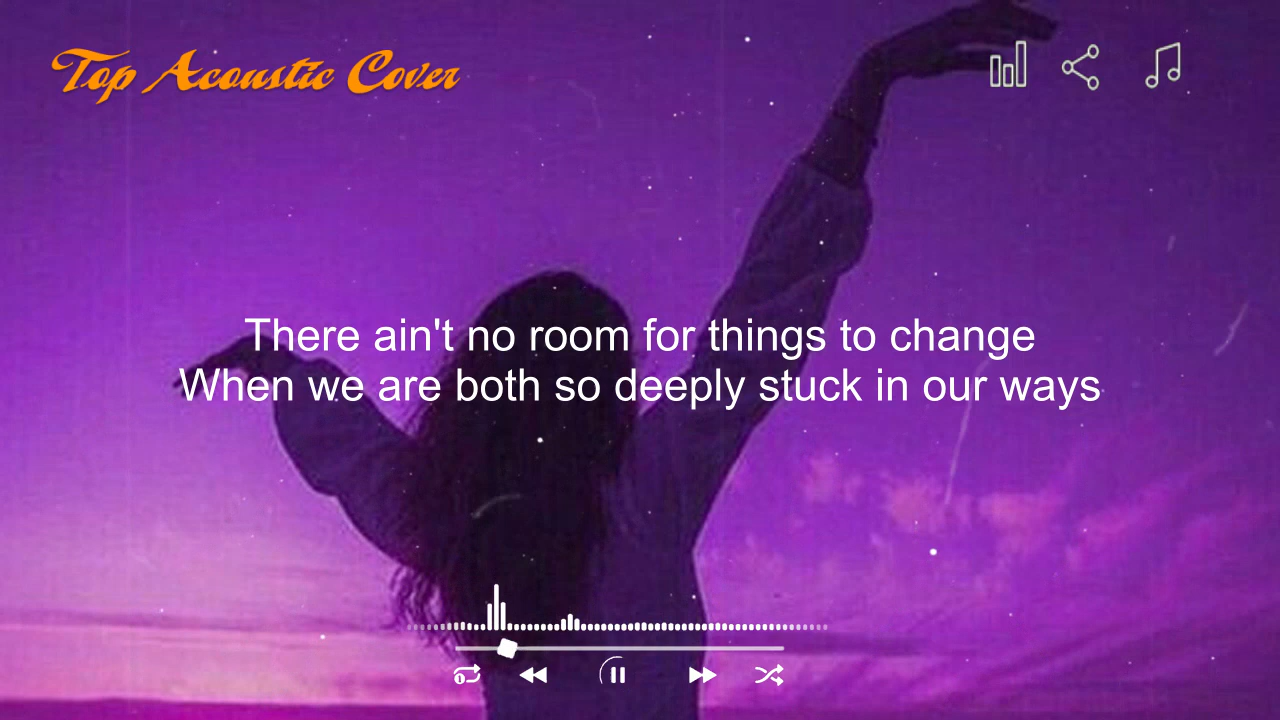 Top Acoustic Cover
There ain't no room for things to change
When we are both so deeply stuck in our ways
1